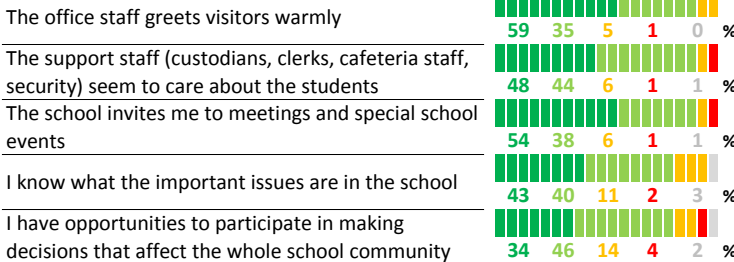 The office staff greets visitors warmly
59 35 5 1 0 %
The support staff (custodians, clerks, cafeteria staff,
security) seem to care about the students
48 44 6 1 1 %
The school invites me to meetings and special school
events
54 38 6 1 1 %
I know what the important issues are in the school
43 40 11 2 3 %
I have opportunities to participate in making
decisions that affect the whole school community
34 46 14 4 2 %